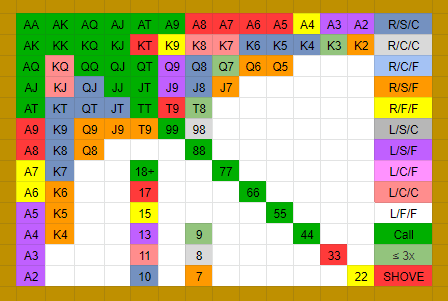 AA AK AQ AJ AT A9 A8 A7 A6 A5 A4 A3 A2 R/S/C
AK KK KQ KJ KT K9 K8 K7 K6 K5 K4 K3 K2 R/C/C
AQ KQ QQ QJ QT Q9 Q8 Q7 Q6 Q5 R/C/F
AJ KJ QJ JJ JT J9 J8 J7 R/S/F
AT KT QT JT TT T9 T8 R/F/F
A9 K9 Q9 J9 T9 99 98 L/S/C
A8 K8 Q8 88 L/S/F
A7 K7 18+ 77 L/C/F
A6 K6 17 66 L/C/C
A5 K5 15 55 L/F/F
A4 K4 13 9 44 Call
A3 11 8 33 ≤ 3x
A2 10 7 22 SHOVE